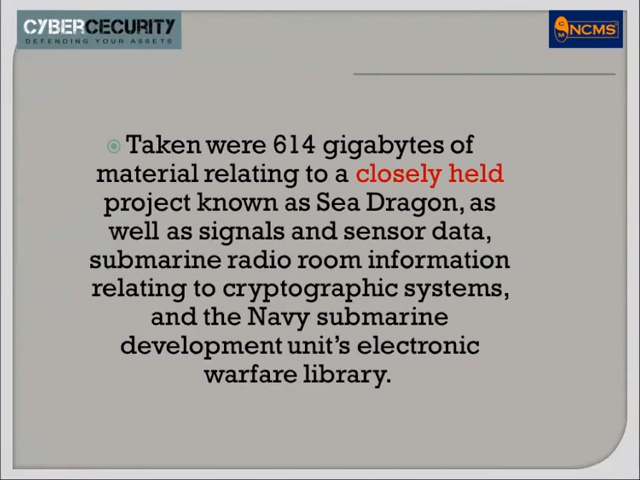 CYBERCECURITY
DEFENDING YOUR ASSETS
NCMS
Taken were 614 gigabytes of
material relating to a closely held
project known as Sea Dragon, as
well as signals and sensor data,
submarine radio room information
relating to cryptographic systems,
and the Navy submarine
development unit's electronic
warfare library.